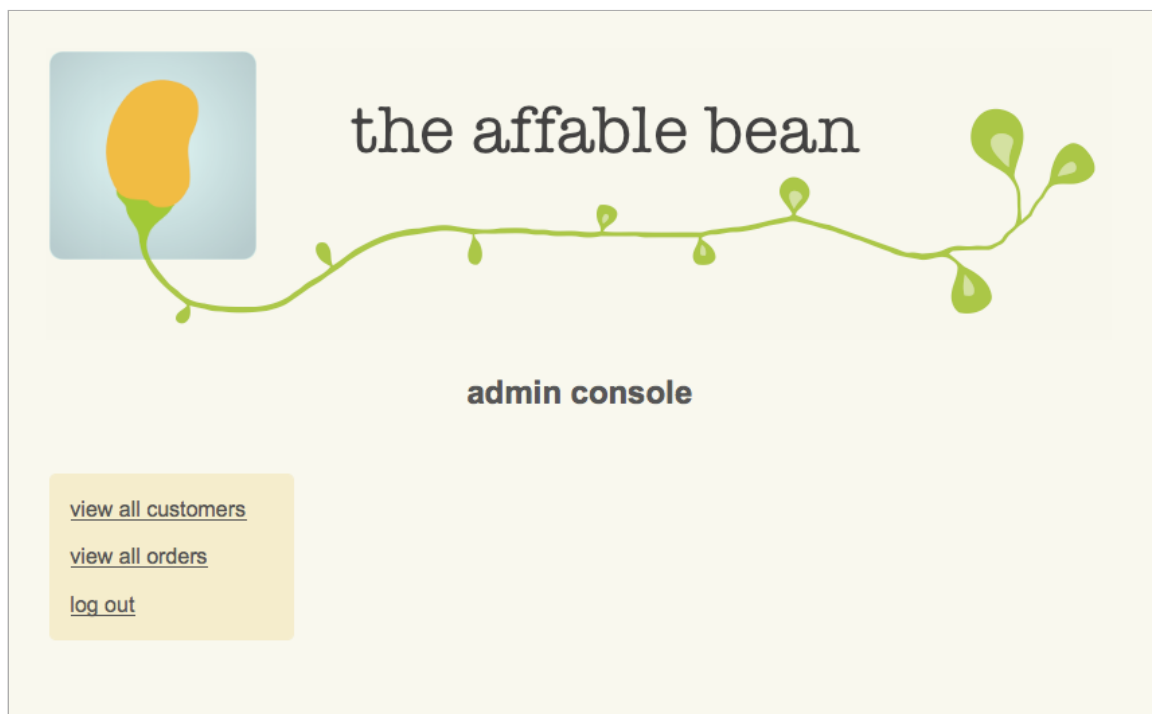 the affable bean
admin console
view all customers
view all orders
log out